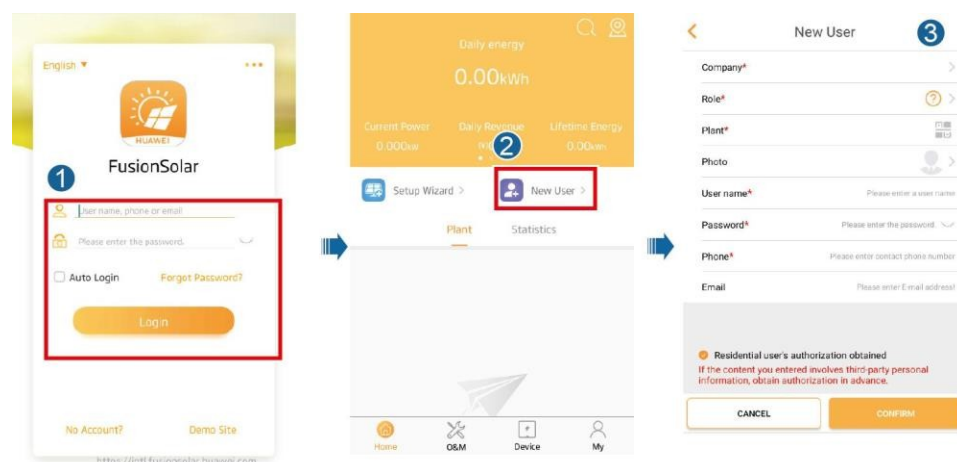 English ▼
HUAWEI
FusionSolar
1
User name, phone or email
Please enter the password.
Auto Login
Forgot Password?
Login
No Account?
Demo Site
https://intl.fusionsolar.huawei.com
Daily energy
0.00kWh
Current Power
Daily Revenue
Lifetime Energy
0.000kW
0.00kWh
2
Setup Wizard >
New User >
Plant
Statistics
Home
O&M
Device
My
New User
3
Company*
Role*
Plant*
Photo
User name*
Please enter a user name
Password*
Please enter the password.
Phone*
Please enter contact phone number
Email
Please enter E-mail address!
Residential user's authorization obtained
If the content you entered involves third-party personal
information, obtain authorization in advance.
CANCEL
CONFIRM